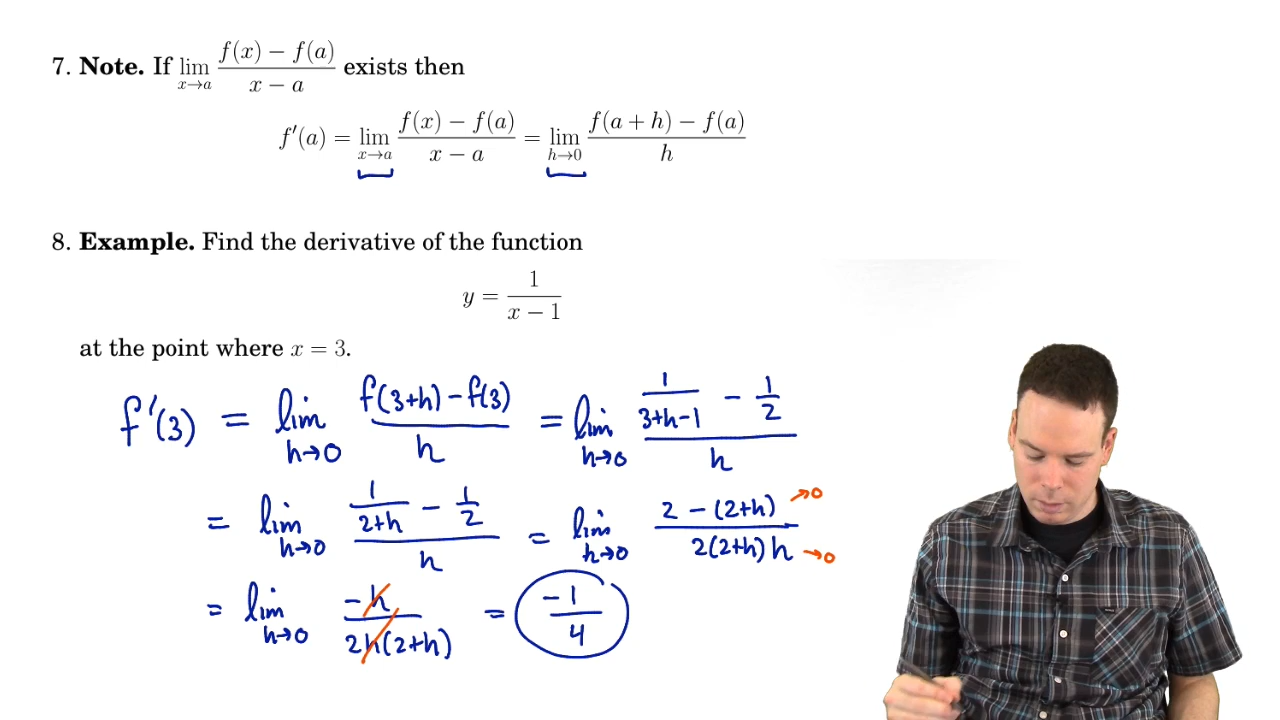 7. Note. If lim_{x→a} (f(x) − f(a))/(x − a) exists then
f′(a) = lim_{x→a} (f(x) − f(a))/(x − a) = lim_{h→0} (f(a + h) − f(a))/h
8. Example. Find the derivative of the function
y = 1/(x − 1)
at the point where x = 3.
f′(3) = lim_{h→0} (f(3+h) − f(3))/h = lim_{h→0} (1/(3+h−1) − 1/2)/h
= lim_{h→0} (1/(2+h) − 1/2)/h = lim_{h→0} (2 − (2+h))/(2(2+h)h) →0 →0
= lim_{h→0} −h/(2h(2+h)) = −1/4